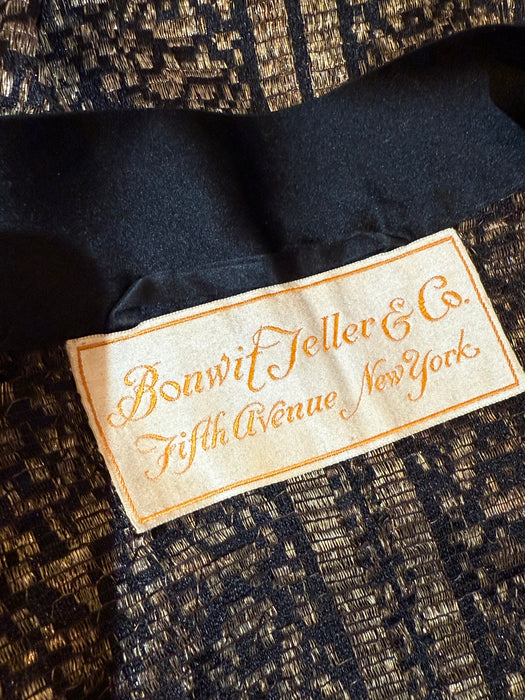 Bonwit Teller & Co.
Fifth Avenue New York